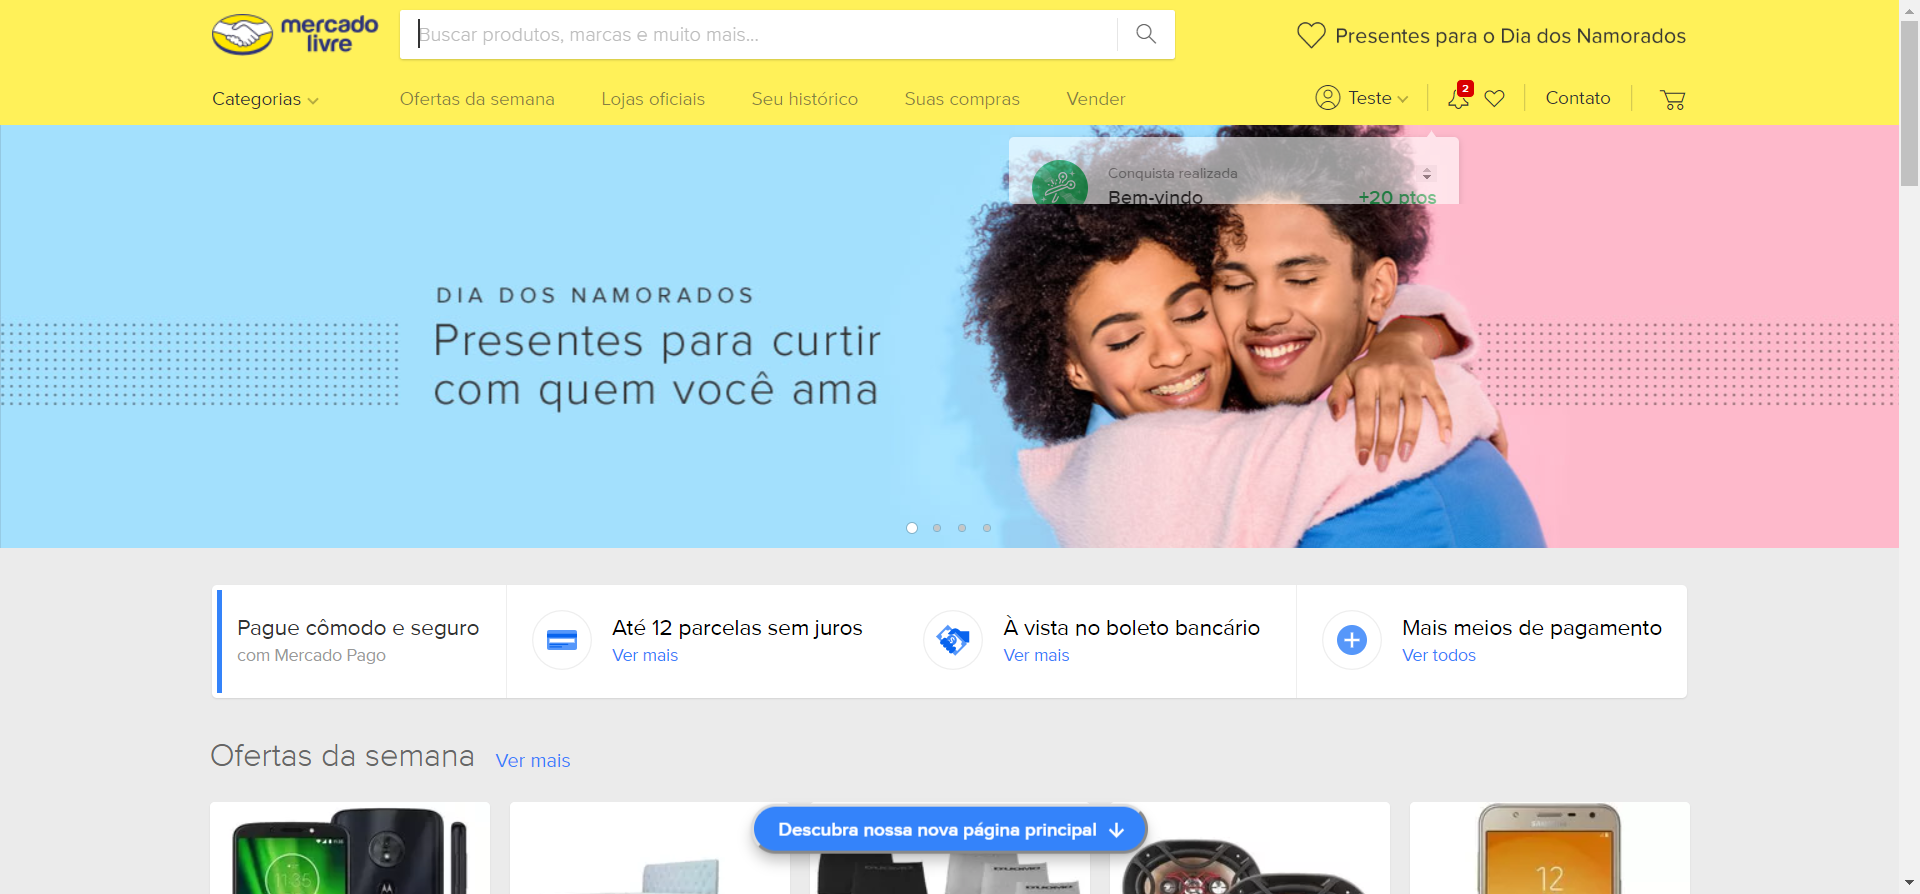 mercado
livre
Buscar produtos, marcas e muito mais...
Presentes para o Dia dos Namorados
Categorias
Ofertas da semana
Lojas oficiais
Seu histórico
Suas compras
Vender
Teste
2
Contato
Conquista realizada
Bem-vindo +20 ptos
DIA DOS NAMORADOS
Presentes para curtir
com quem você ama
Pague cômodo e seguro
com Mercado Pago
Até 12 parcelas sem juros
Ver mais
À vista no boleto bancário
Ver mais
Mais meios de pagamento
Ver todos
Ofertas da semana Ver mais
Descubra nossa nova página principal
11:35
SAMSUNG
12